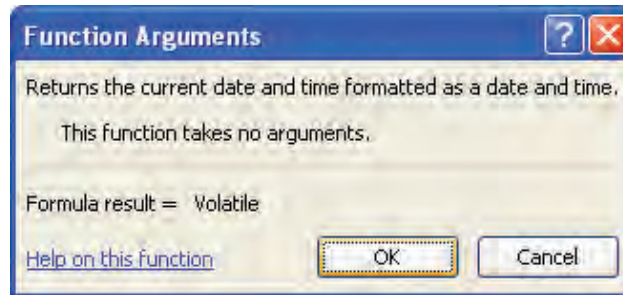 Function Arguments
Returns the current date and time formatted as a date and time.
This function takes no arguments.
Formula result = Volatile
Help on this function
OK Cancel